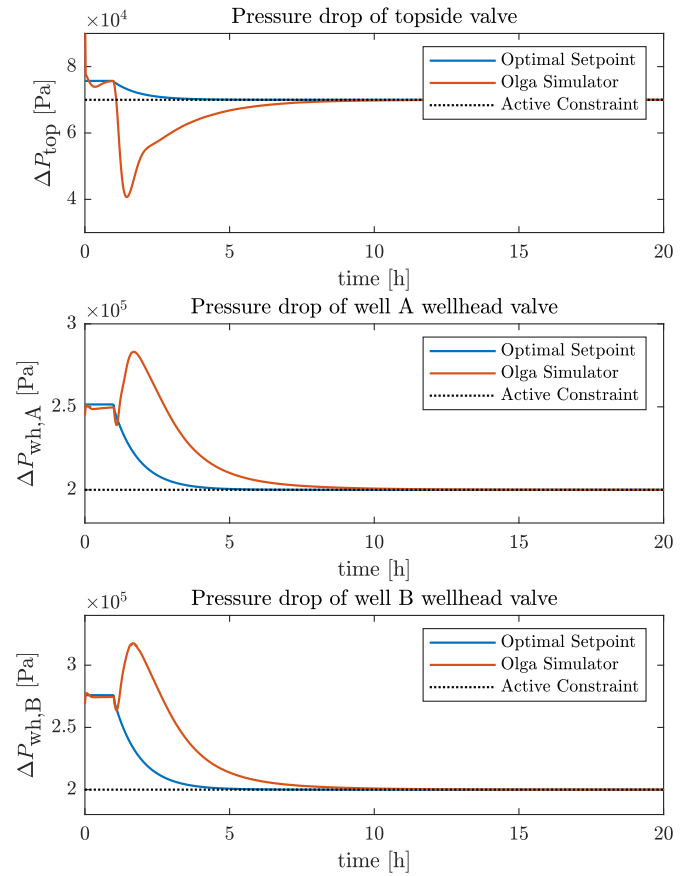 Pressure drop of topside valve
×10⁴
8
6
4
ΔP_top [Pa]
Optimal Setpoint
Olga Simulator
Active Constraint
0 5 10 15 20
time [h]
Pressure drop of well A wellhead valve
×10⁵
3
2.5
2
ΔP_wh,A [Pa]
Optimal Setpoint
Olga Simulator
Active Constraint
0 5 10 15 20
time [h]
Pressure drop of well B wellhead valve
×10⁵
3
2.5
2
ΔP_wh,B [Pa]
Optimal Setpoint
Olga Simulator
Active Constraint
0 5 10 15 20
time [h]